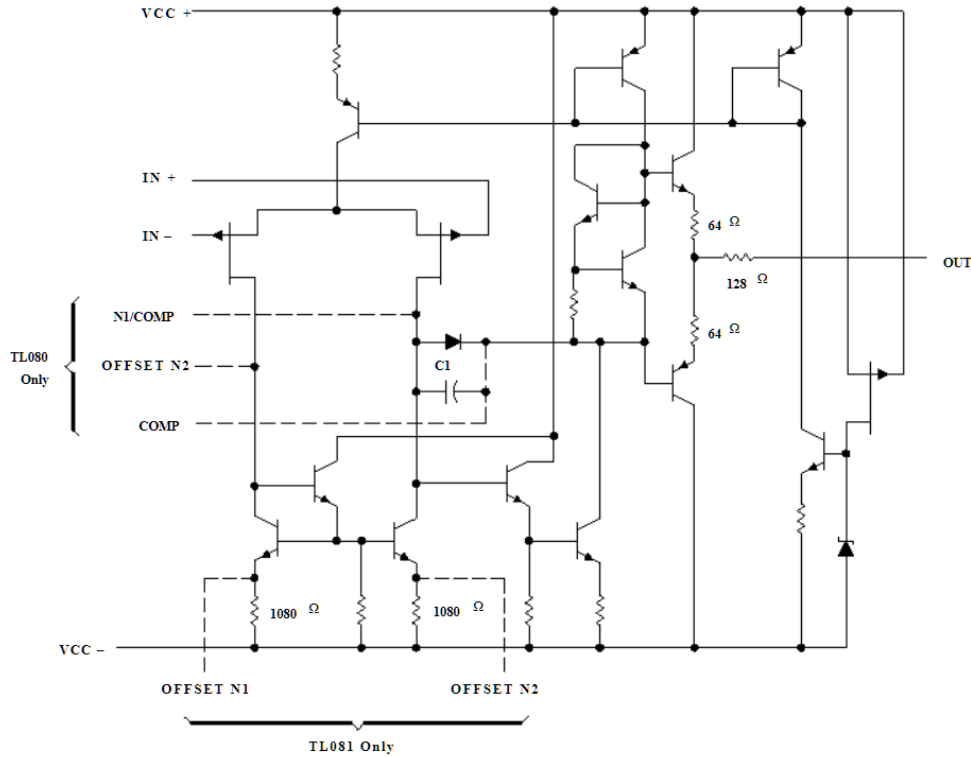 VCC +
IN +
IN –
64 Ω
OUT
128 Ω
N1/COMP
64 Ω
TL080
Only
OFFSET N2
C1
COMP
1080 Ω
1080 Ω
VCC –
OFFSET N1
OFFSET N2
TL081 Only